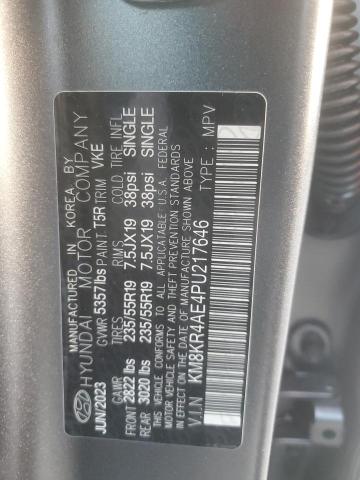 MANUFACTURED IN KOREA BY
HYUNDAI MOTOR COMPANY
JUN/2023 GVWR 5357lbs PAINT: T5R TRIM: VKE
GAWR TIRES RIMS COLD TIRE INFL
FRONT 2822 lbs 235/55R19 7.5JX19 38psi SINGLE
REAR 3020 lbs 235/55R19 7.5JX19 38psi SINGLE
THIS VEHICLE CONFORMS TO ALL APPLICABLE U.S.A. FEDERAL
MOTOR VEHICLE SAFETY, BUMPER AND THEFT PREVENTION STANDARDS
IN EFFECT ON THE DATE OF MANUFACTURE SHOWN ABOVE
V.I.N KM8KR4AE4PU217646 TYPE: MPV